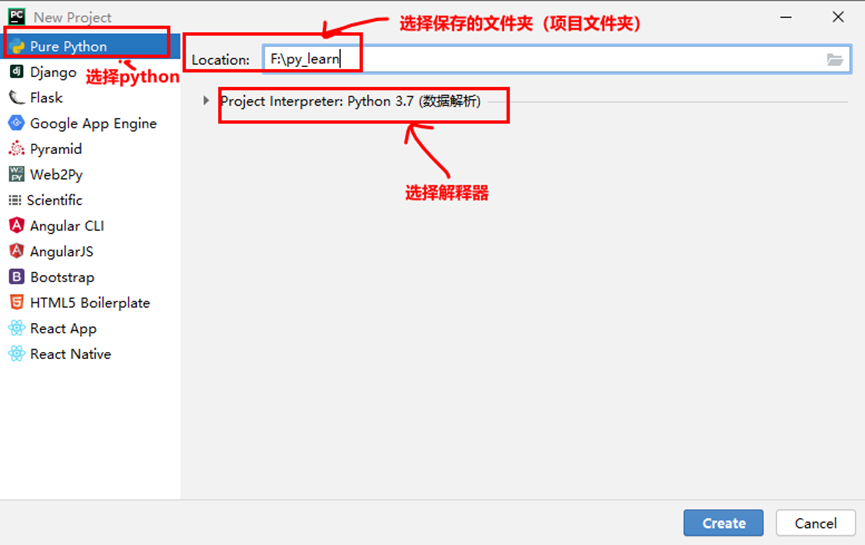 PC New Project
选择保存的文件夹（项目文件夹）
Pure Python
Location: F:\py_learn
选择python
Django
Flask
Project Interpreter: Python 3.7 (数据解析)
Google App Engine
Pyramid
Web2Py
选择解释器
Scientific
Angular CLI
AngularJS
Bootstrap
HTML5 Boilerplate
React App
React Native
Create
Cancel